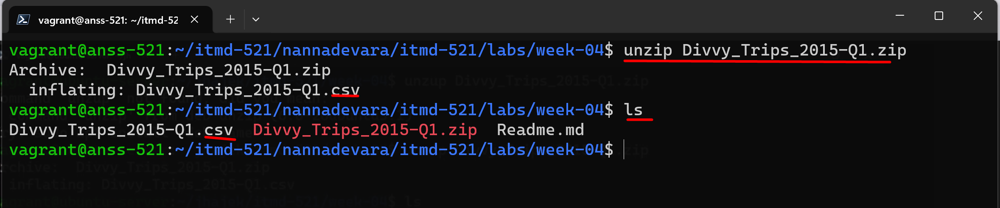 vagrant@anss-521: ~/itmd-52
vagrant@anss-521:~/itmd-521/nannadevara/itmd-521/labs/week-04$ unzip Divvy_Trips_2015-Q1.zip
Archive:  Divvy_Trips_2015-Q1.zip
  inflating: Divvy_Trips_2015-Q1.csv
vagrant@anss-521:~/itmd-521/nannadevara/itmd-521/labs/week-04$ ls
Divvy_Trips_2015-Q1.csv  Divvy_Trips_2015-Q1.zip  Readme.md
vagrant@anss-521:~/itmd-521/nannadevara/itmd-521/labs/week-04$